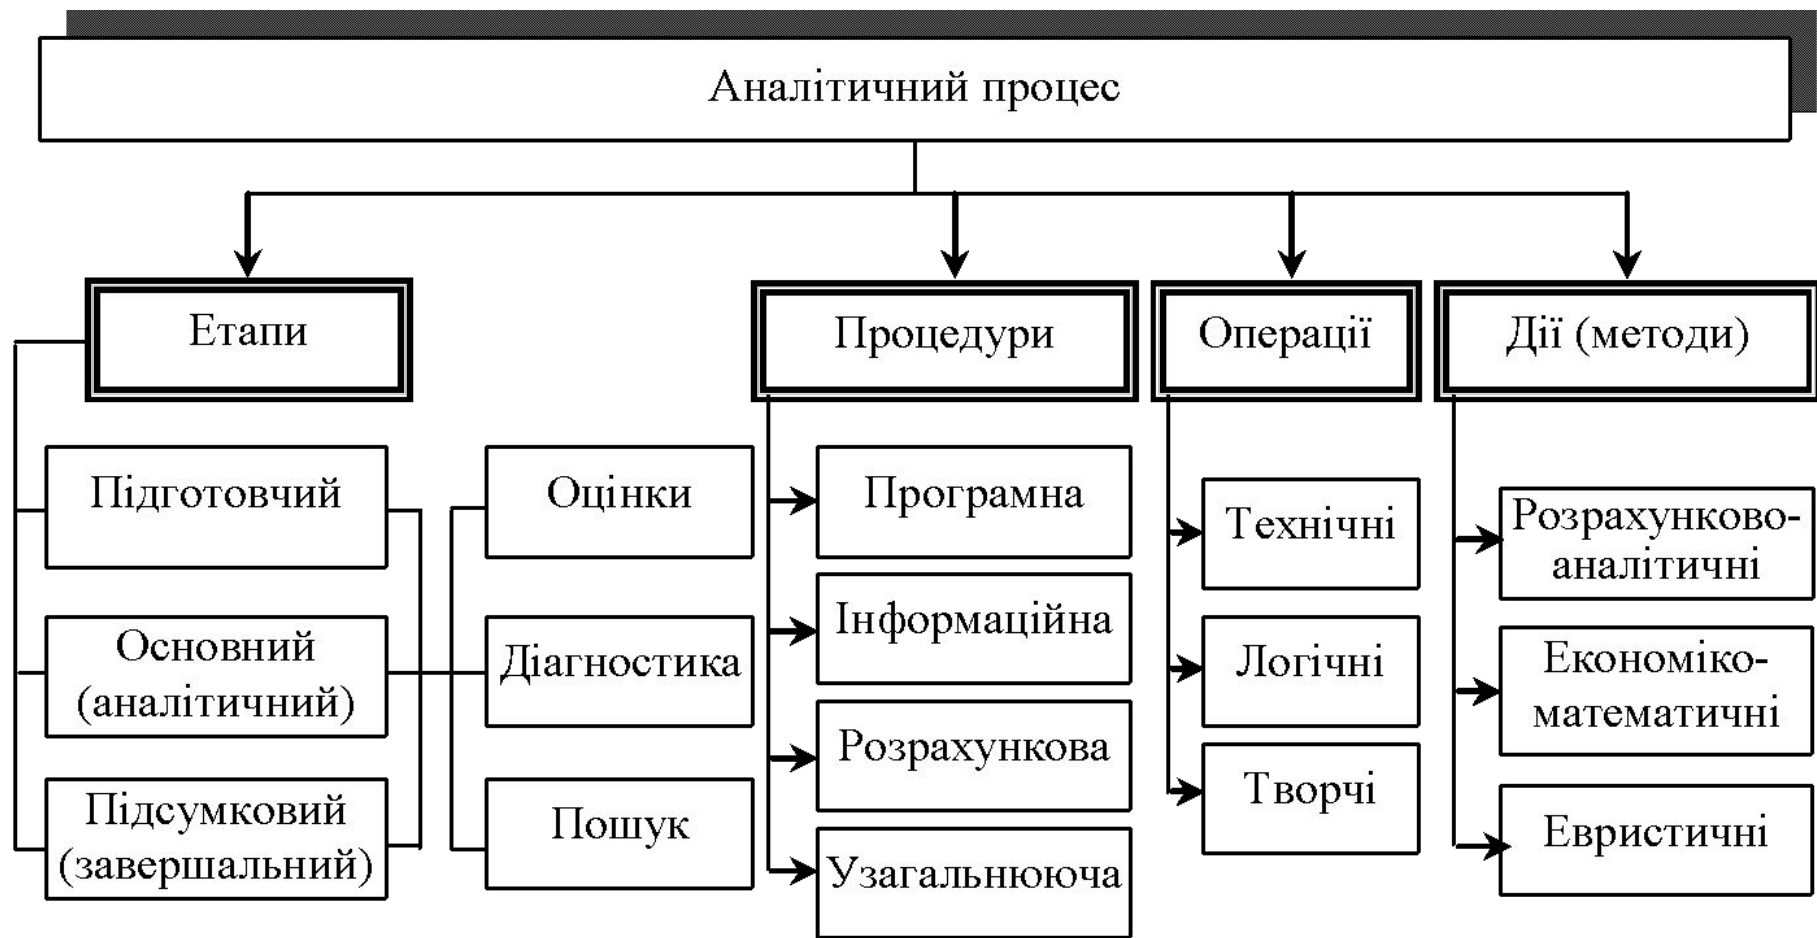 Аналітичний процес
Етапи
Процедури
Операції
Дії (методи)
Підготовчий
Основний
(аналітичний)
Підсумковий
(завершальний)
Оцінки
Діагностика
Пошук
Програмна
Інформаційна
Розрахункова
Узагальнююча
Технічні
Логічні
Творчі
Розрахунково-
аналітичні
Економіко-
математичні
Евристичні